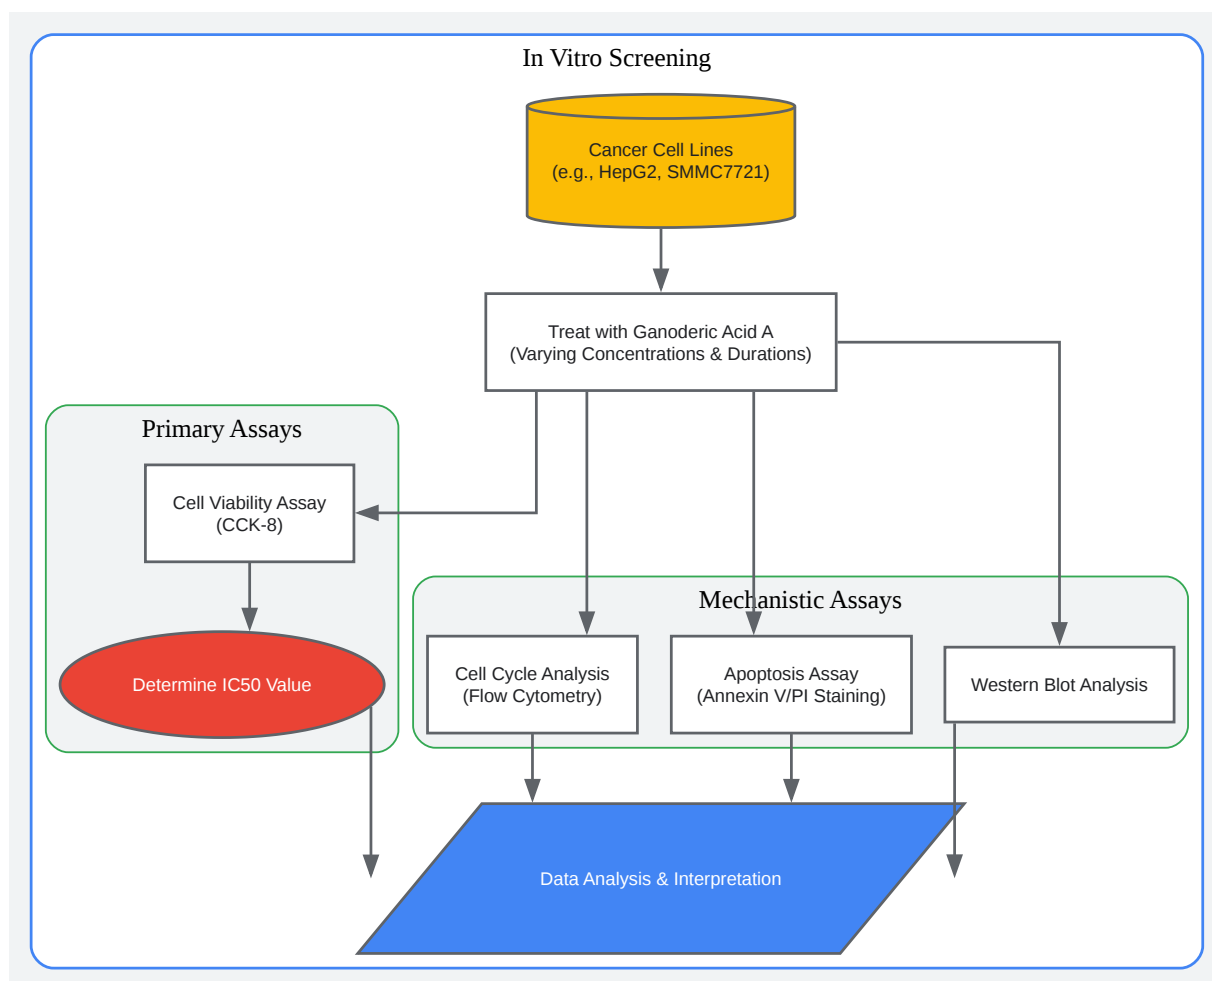 In Vitro Screening
Cancer Cell Lines
(e.g., HepG2, SMMC7721)
Treat with Ganoderic Acid A
(Varying Concentrations & Durations)
Primary Assays
Cell Viability Assay
(CCK-8)
Determine IC50 Value
Mechanistic Assays
Cell Cycle Analysis
(Flow Cytometry)
Apoptosis Assay
(Annexin V/PI Staining)
Western Blot Analysis
Data Analysis & Interpretation